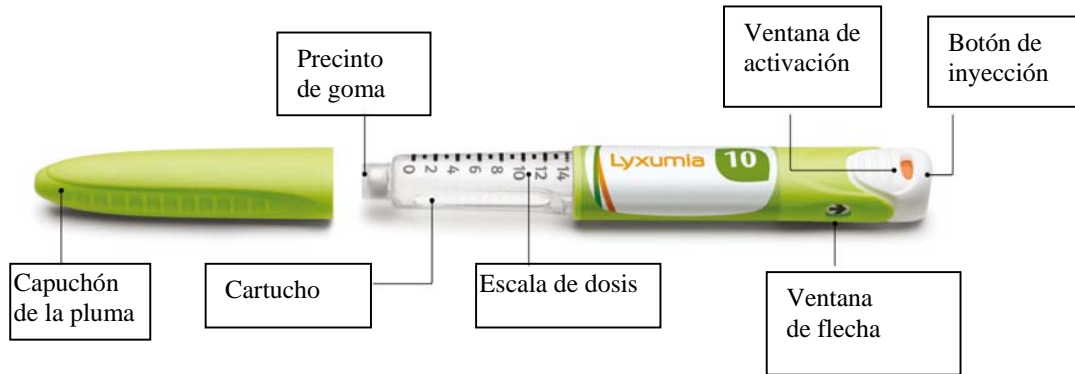 Precinto
de goma
Ventana de
activación
Botón de
inyección
0 2 4 6 8 10 12 14
Lyxumia 10
Capuchón
de la pluma
Cartucho
Escala de dosis
Ventana
de flecha